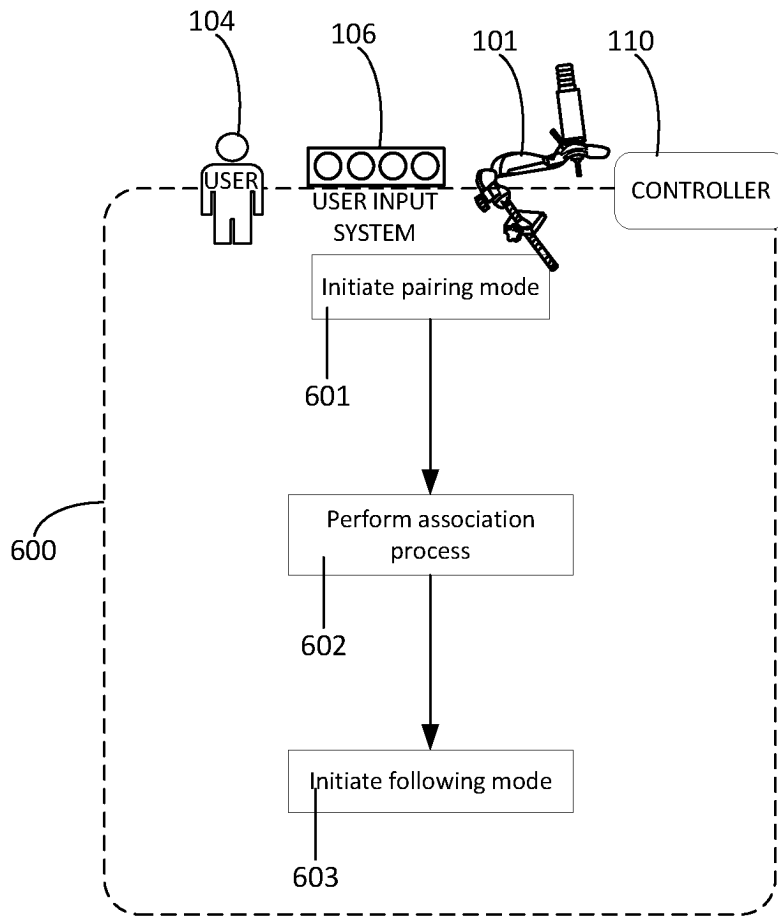 104
106
101
110
USER
USER INPUT
SYSTEM
CONTROLLER
Initiate pairing mode
601
Perform association
process
600
602
Initiate following mode
603